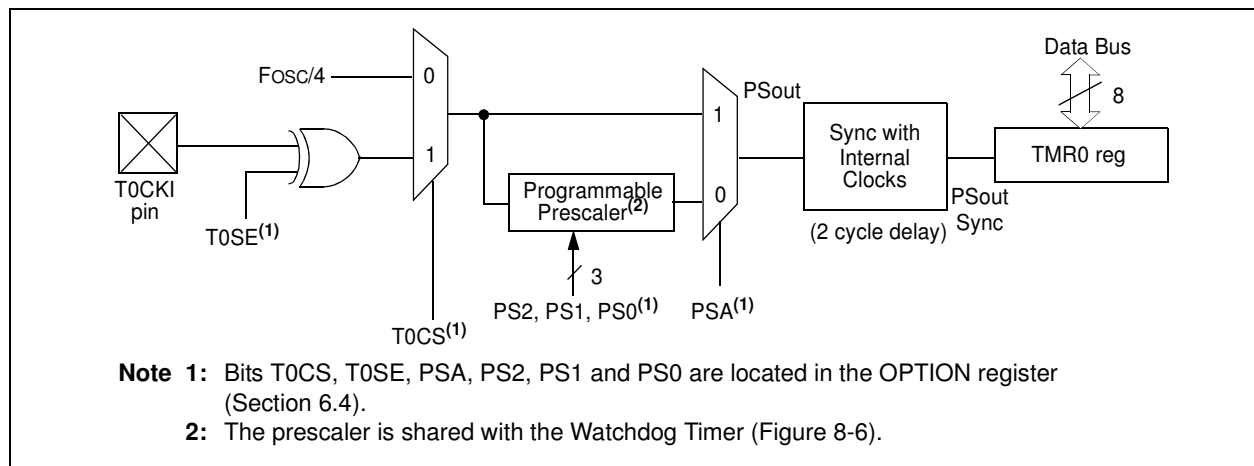 Data Bus
FOSC/4
0
PSout
8
1
1
Sync with
Internal
Clocks
TMR0 reg
T0CKI
pin
Programmable
Prescaler(2)
0
PSout
Sync
T0SE(1)
(2 cycle delay)
3
PS2, PS1, PS0(1)
PSA(1)
T0CS(1)
Note 1: Bits T0CS, T0SE, PSA, PS2, PS1 and PS0 are located in the OPTION register
(Section 6.4).
2: The prescaler is shared with the Watchdog Timer (Figure 8-6).